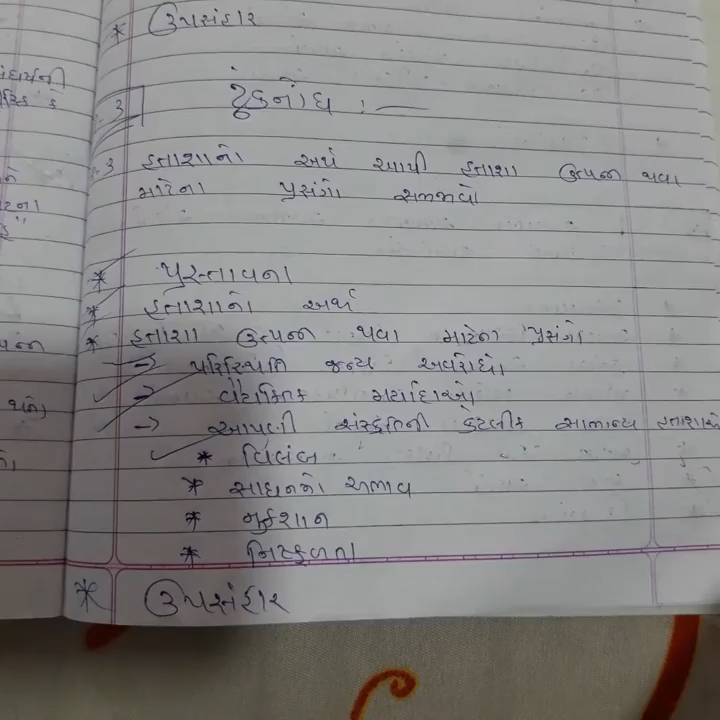 * ઉપસંહાર
3 ટૂંકનોંધ :—
3 હતાશાનો અર્થ આપી હતાશા ઉત્પન્ન થવા
માટેના પ્રસંગો સમજાવો
* પ્રસ્તાવના
* હતાશાનો અર્થ
* હતાશા ઉત્પન્ન થવા માટેના પ્રસંગો
→ પરિસ્થિતિ જન્ય અવરોધો
→ વૈયક્તિક મર્યાદાઓ
→ આપણી સંસ્કૃતિની કેટલીક સામાન્ય હતાશાઓ
* વિલંબ
* સાધનનો અભાવ
* નુકશાન
* નિષ્ફળતા
* ઉપસંહાર